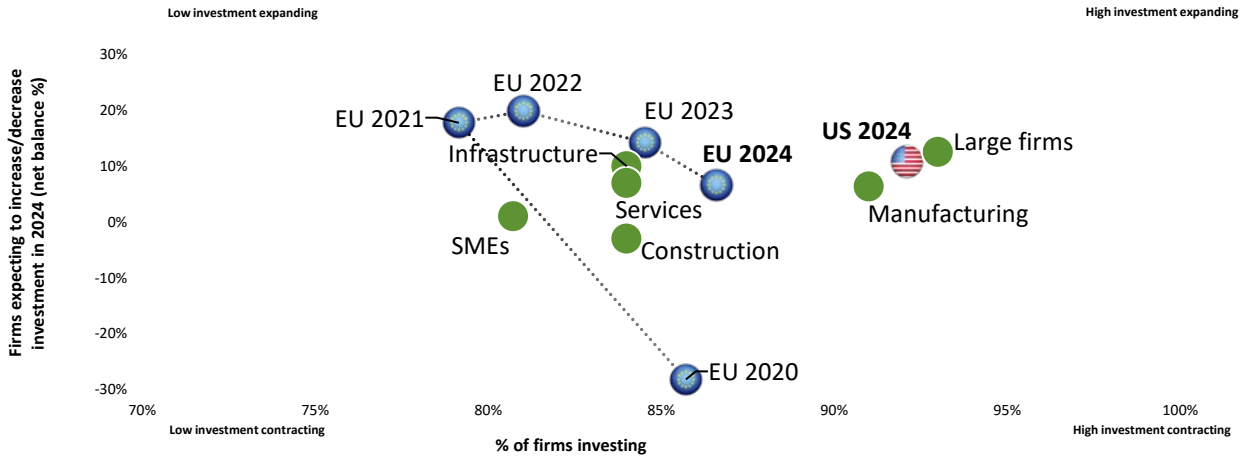 Low investment expanding
High investment expanding
Firms expecting to increase/decrease
investment in 2024 (net balance %)
30%
20%
10%
0%
-10%
-20%
-30%
EU 2022
EU 2021
EU 2023
Infrastructure
EU 2024
US 2024
Large firms
Services
Manufacturing
SMEs
Construction
EU 2020
70%
75%
80%
85%
90%
95%
100%
Low investment contracting
% of firms investing
High investment contracting